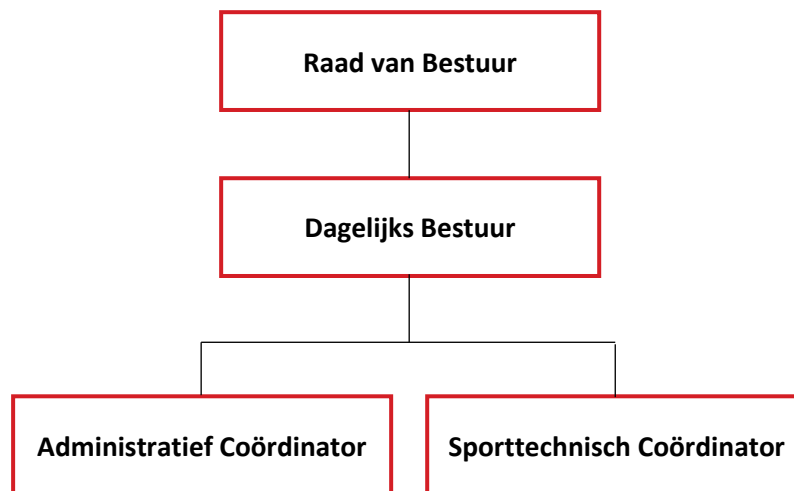 Raad van Bestuur
Dagelijks Bestuur
Administratief Coördinator
Sporttechnisch Coördinator